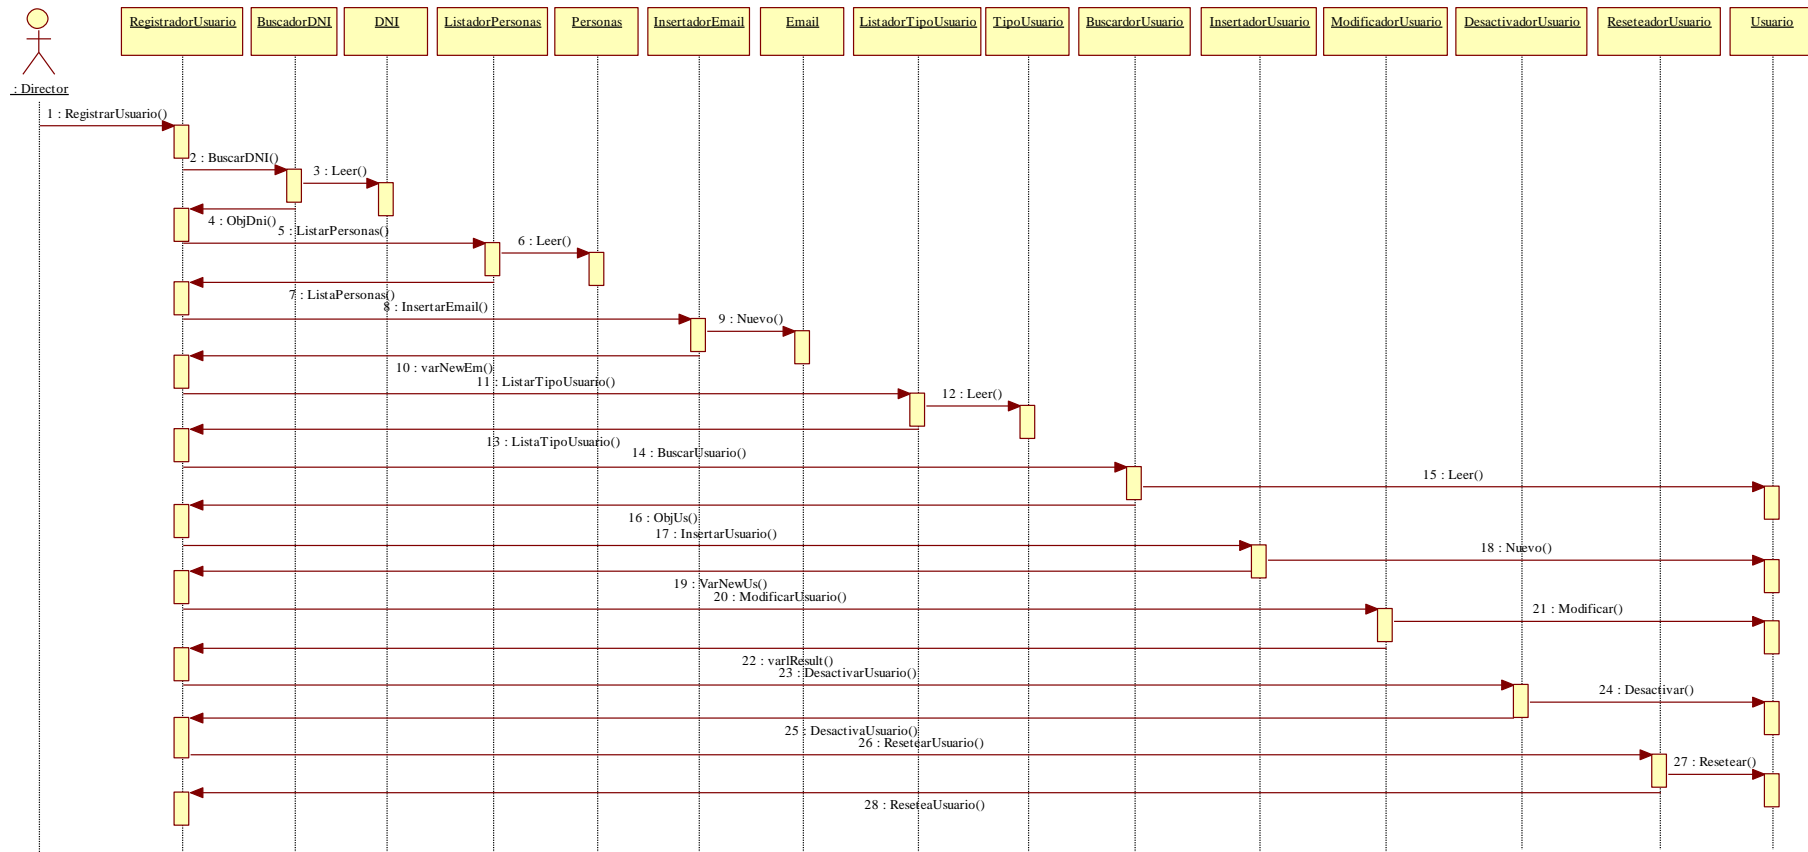 RegistradorUsuario
BuscadorDNI
DNI
ListadorPersonas
Personas
InsertadorEmail
Email
ListadorTipoUsuario
TipoUsuario
BuscardorUsuario
InsertadorUsuario
ModificadorUsuario
DesactivadorUsuario
ReseteadorUsuario
Usuario
: Director
1 : RegistrarUsuario()
2 : BuscarDNI()
3 : Leer()
4 : ObjDni()
5 : ListarPersonas()
6 : Leer()
7 : ListaPersonas()
8 : InsertarEmail()
9 : Nuevo()
10 : varNewEm()
11 : ListarTipoUsuario()
12 : Leer()
13 : ListaTipoUsuario()
14 : BuscarUsuario()
15 : Leer()
16 : ObjUs()
17 : InsertarUsuario()
18 : Nuevo()
19 : VarNewUs()
20 : ModificarUsuario()
21 : Modificar()
22 : varlResult()
23 : DesactivarUsuario()
24 : Desactivar()
25 : DesactivaUsuario()
26 : ResetearUsuario()
27 : Resetear()
28 : ReseteaUsuario()